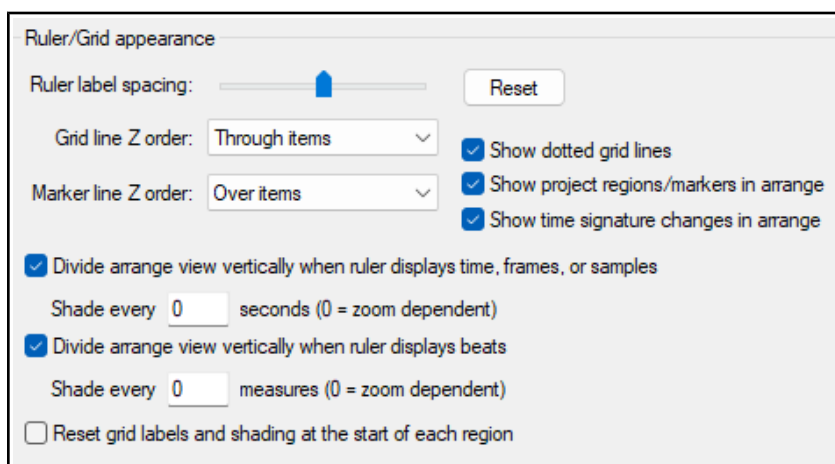 Ruler/Grid appearance
Ruler label spacing: Reset
Grid line Z order: Through items
Show dotted grid lines
Show project regions/markers in arrange
Marker line Z order: Over items
Show time signature changes in arrange
Divide arrange view vertically when ruler displays time, frames, or samples
Shade every 0 seconds (0 = zoom dependent)
Divide arrange view vertically when ruler displays beats
Shade every 0 measures (0 = zoom dependent)
Reset grid labels and shading at the start of each region